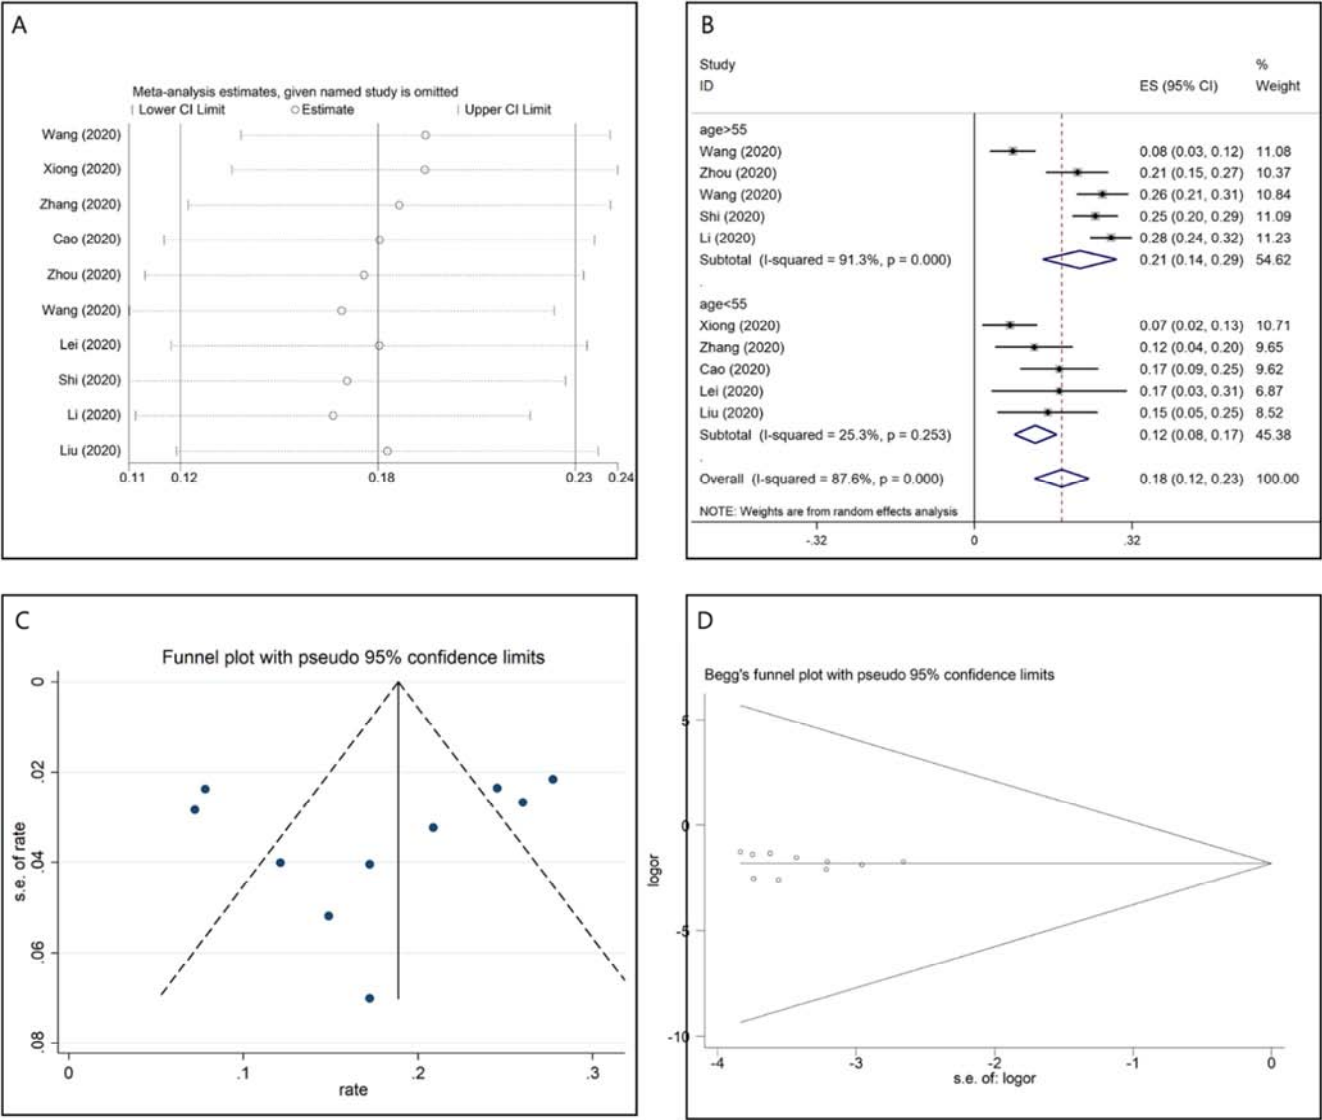 A
Meta-analysis estimates, given named study is omitted
Lower CI Limit Estimate Upper CI Limit
Wang (2020)
Xiong (2020)
Zhang (2020)
Cao (2020)
Zhou (2020)
Wang (2020)
Lei (2020)
Shi (2020)
Li (2020)
Liu (2020)
0.11 0.12 0.18 0.23 0.24
B
Study %
ID ES (95% CI) Weight
age>55
Wang (2020) 0.08 (0.03, 0.12) 11.08
Zhou (2020) 0.21 (0.15, 0.27) 10.37
Wang (2020) 0.26 (0.21, 0.31) 10.84
Shi (2020) 0.25 (0.20, 0.29) 11.09
Li (2020) 0.28 (0.24, 0.32) 11.23
Subtotal (I-squared = 91.3%, p = 0.000) 0.21 (0.14, 0.29) 54.62
.
age<55
Xiong (2020) 0.07 (0.02, 0.13) 10.71
Zhang (2020) 0.12 (0.04, 0.20) 9.65
Cao (2020) 0.17 (0.09, 0.25) 9.62
Lei (2020) 0.17 (0.03, 0.31) 6.87
Liu (2020) 0.15 (0.05, 0.25) 8.52
Subtotal (I-squared = 25.3%, p = 0.253) 0.12 (0.08, 0.17) 45.38
.
Overall (I-squared = 87.6%, p = 0.000) 0.18 (0.12, 0.23) 100.00
NOTE: Weights are from random effects analysis
-.32 0 .32
C
Funnel plot with pseudo 95% confidence limits
s.e. of rate
0
.02
.04
.06
.08
0 .1 .2 .3
rate
D
Begg's funnel plot with pseudo 95% confidence limits
logor
5
0
-5
-10
-4 -3 -2 -1 0
s.e. of: logor